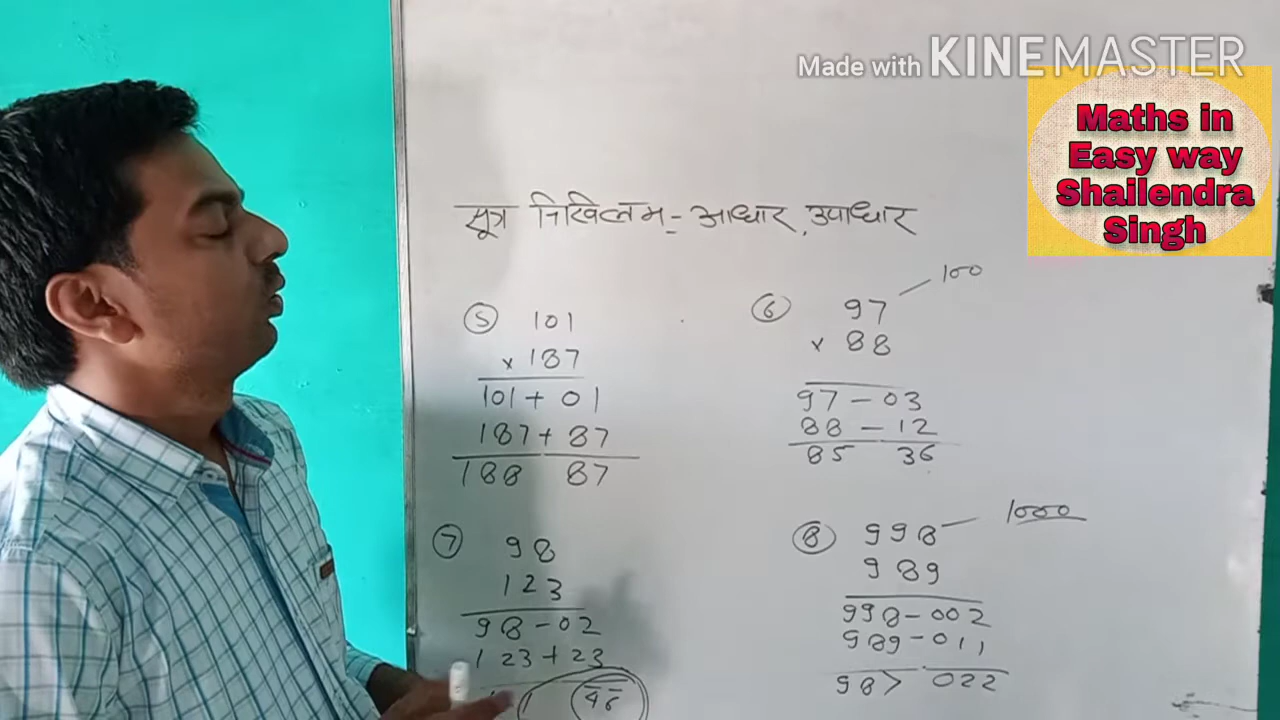 Made with KINEMASTER
Maths in
Easy way
Shailendra
Singh
सूत्र निखिलम - आधार, उपाधार
5 101
× 187
101 + 01
187 + 87
188 87
6 97 100
× 88
97 - 03
88 - 12
85 36
7 98
123
98 - 02
123 + 23
8 998 1000
989
998 - 002
989 - 011
987 022